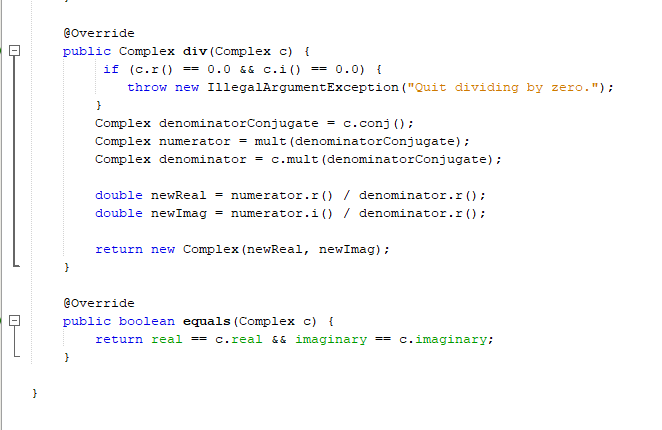 @Override
public Complex div(Complex c) {
if (c.r() == 0.0 && c.i() == 0.0) {
throw new IllegalArgumentException("Quit dividing by zero.");
}
Complex denominatorConjugate = c.conj();
Complex numerator = mult(denominatorConjugate);
Complex denominator = c.mult(denominatorConjugate);
double newReal = numerator.r() / denominator.r();
double newImag = numerator.i() / denominator.r();
return new Complex(newReal, newImag);
}
@Override
public boolean equals(Complex c) {
return real == c.real && imaginary == c.imaginary;
}
}